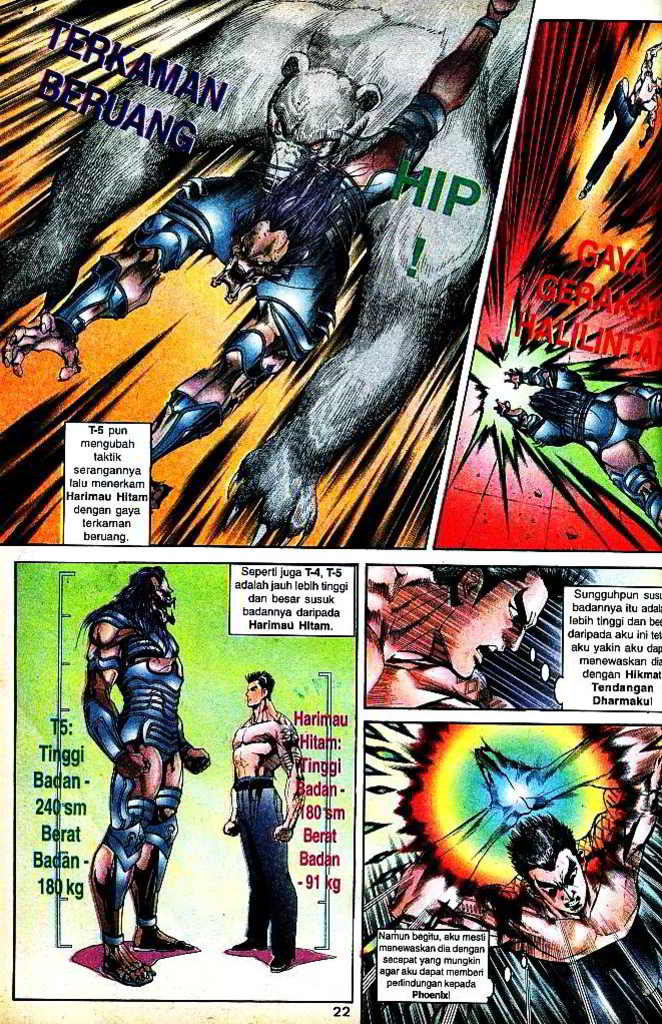 TERKAMAN
BERUANG
HIP
!
T-5 pun
mengubah
taktik
serangannya
lalu menerkam
Harimau Hitam
dengan gaya
terkaman
beruang.
GAYA
HALILINTA
Seperti juga T-4, T-5
adalah jauh lebih tinggi
dan besar susuk
badannya daripada
Harimau Hitam.
T5:
Tinggi
Badan -
240 sm
Berat
Badan -
180 kg
Harimau
Hitam:
Tinggi
Badan
- 180 sm
Berat
Badan
- 91 kg
Sungguhpun
badannya itu
lebih tinggi dan
daripada aku ini
aku yakin aku
menewaskan
dengan Hikmat
Tendangan
Dharmaku!
Namun begitu, aku mesti
menewaskan dia dengan
secepat yang mungkin
agar aku dapat memberi
perlindungan kepada
Phoenix!
22